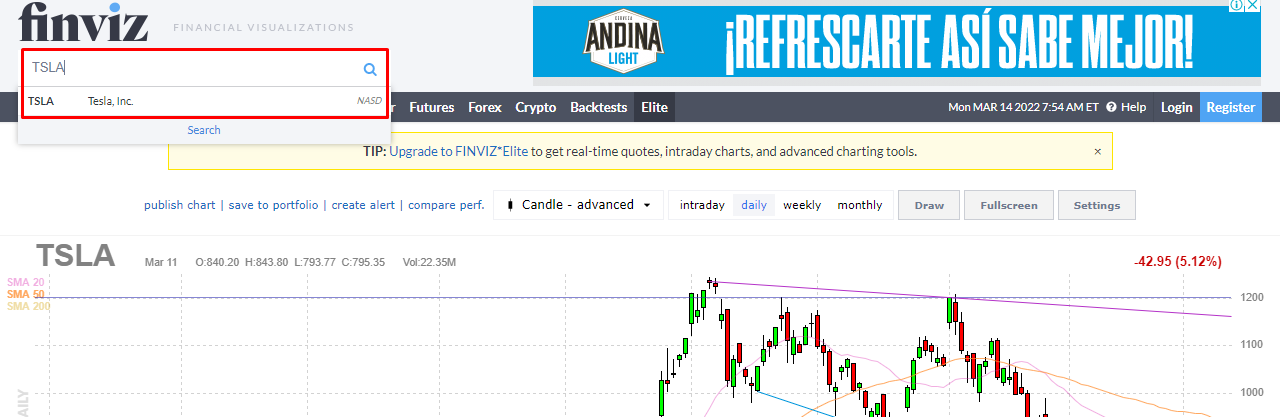 finviz FINANCIAL VISUALIZATIONS
CERVEZA
ANDINA
LIGHT
¡REFRESCARTE ASÍ SABE MEJOR!
TSLA
TSLA Tesla, Inc. NASD
Search
Futures Forex Crypto Backtests Elite Mon MAR 14 2022 7:54 AM ET Help Login Register
TIP: Upgrade to FINVIZ*Elite to get real-time quotes, intraday charts, and advanced charting tools. ×
publish chart | save to portfolio | create alert | compare perf. Candle - advanced intraday daily weekly monthly Draw Fullscreen Settings
TSLA Mar 11 O:840.20 H:843.80 L:793.77 C:795.35 Vol:22.35M -42.95 (5.12%)
SMA 20
SMA 50
SMA 200
1200
1100
1000